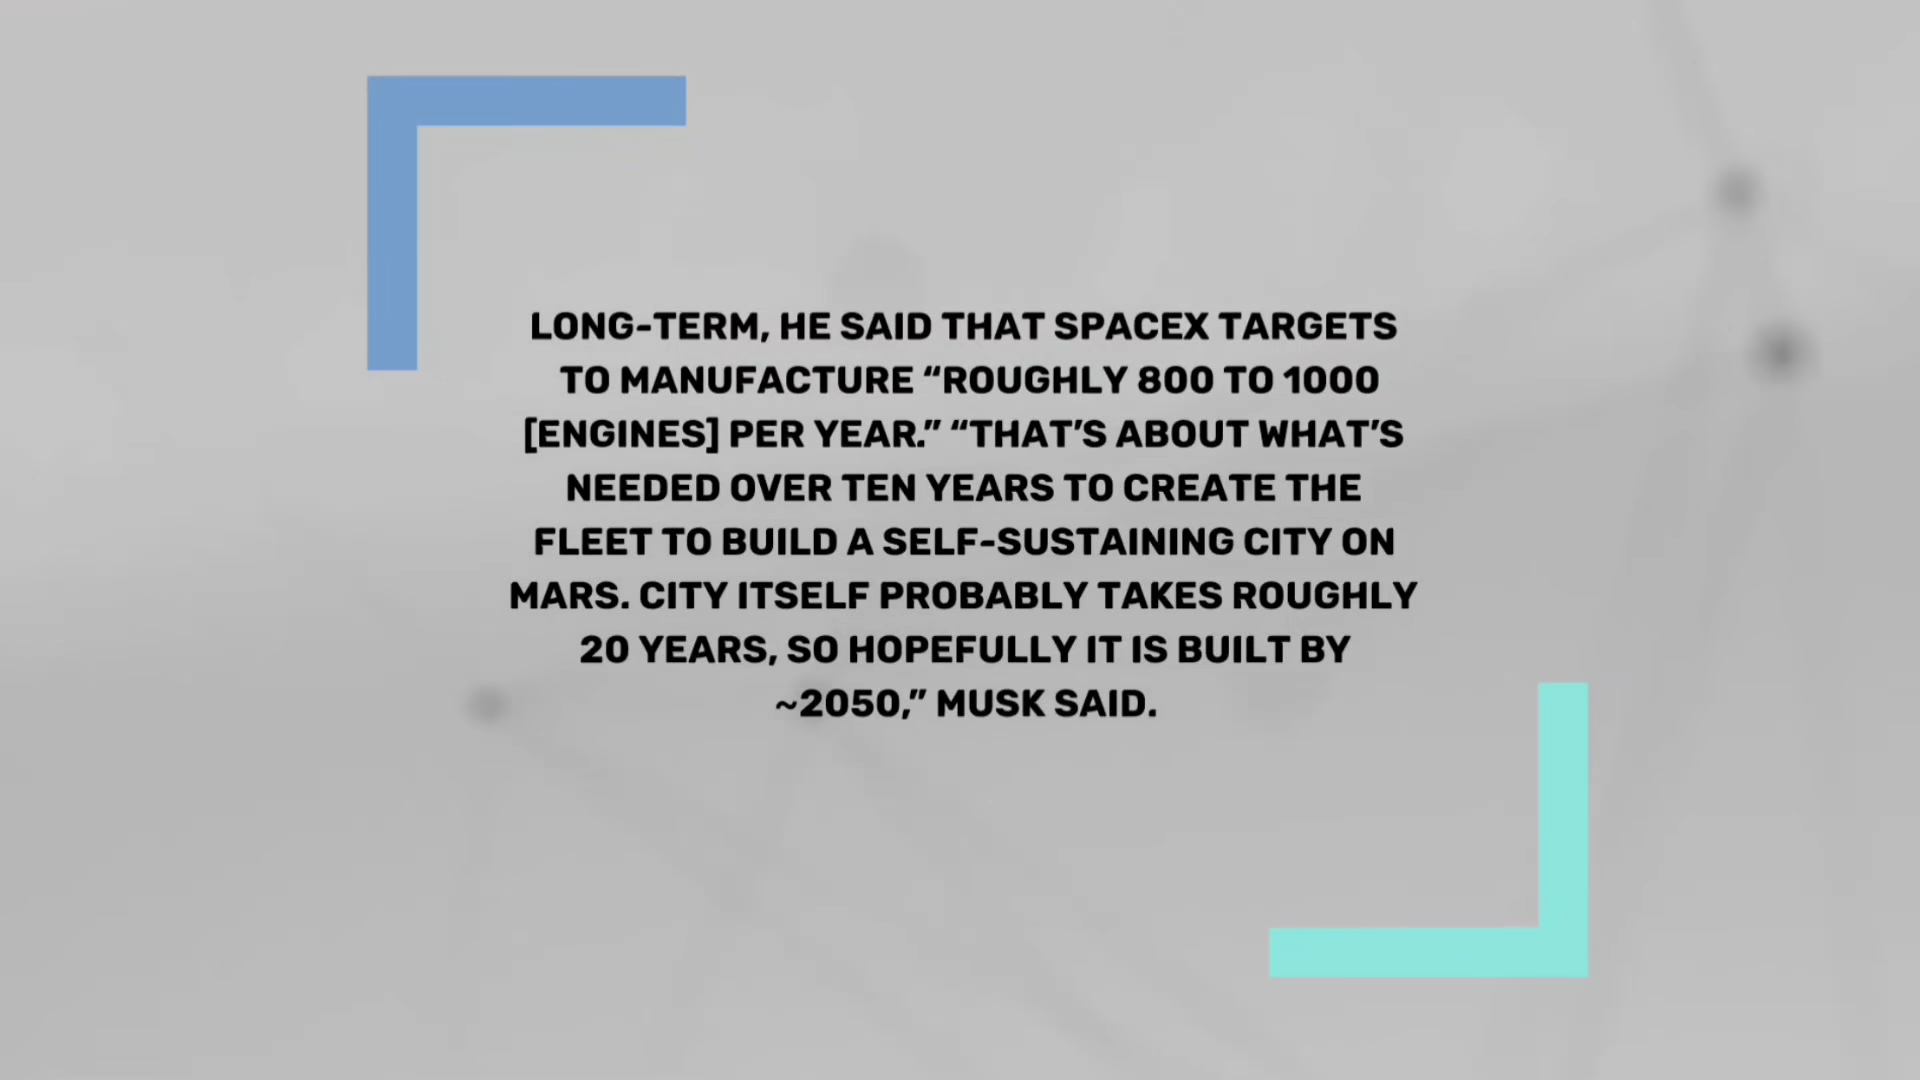 LONG-TERM, HE SAID THAT SPACEX TARGETS
TO MANUFACTURE “ROUGHLY 800 TO 1000
[ENGINES] PER YEAR.” “THAT’S ABOUT WHAT’S
NEEDED OVER TEN YEARS TO CREATE THE
FLEET TO BUILD A SELF-SUSTAINING CITY ON
MARS. CITY ITSELF PROBABLY TAKES ROUGHLY
20 YEARS, SO HOPEFULLY IT IS BUILT BY
~2050,” MUSK SAID.